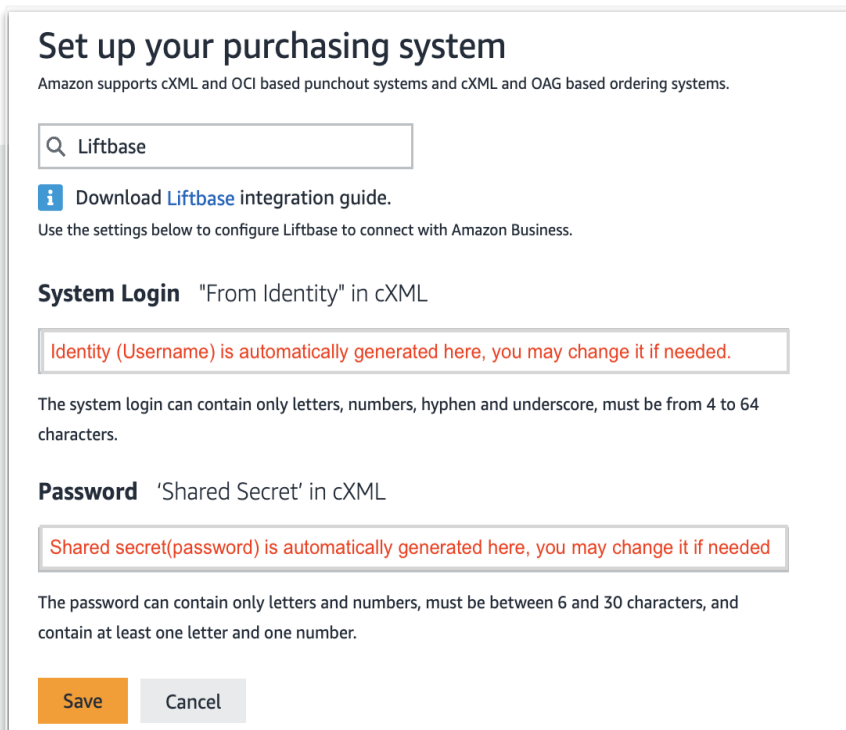 Set up your purchasing system
Amazon supports cXML and OCI based punchout systems and cXML and OAG based ordering systems.
Liftbase
i Download Liftbase integration guide.
Use the settings below to configure Liftbase to connect with Amazon Business.
System Login "From Identity" in cXML
Identity (Username) is automatically generated here, you may change it if needed.
The system login can contain only letters, numbers, hyphen and underscore, must be from 4 to 64
characters.
Password ‘Shared Secret’ in cXML
Shared secret(password) is automatically generated here, you may change it if needed
The password can contain only letters and numbers, must be between 6 and 30 characters, and
contain at least one letter and one number.
Save Cancel